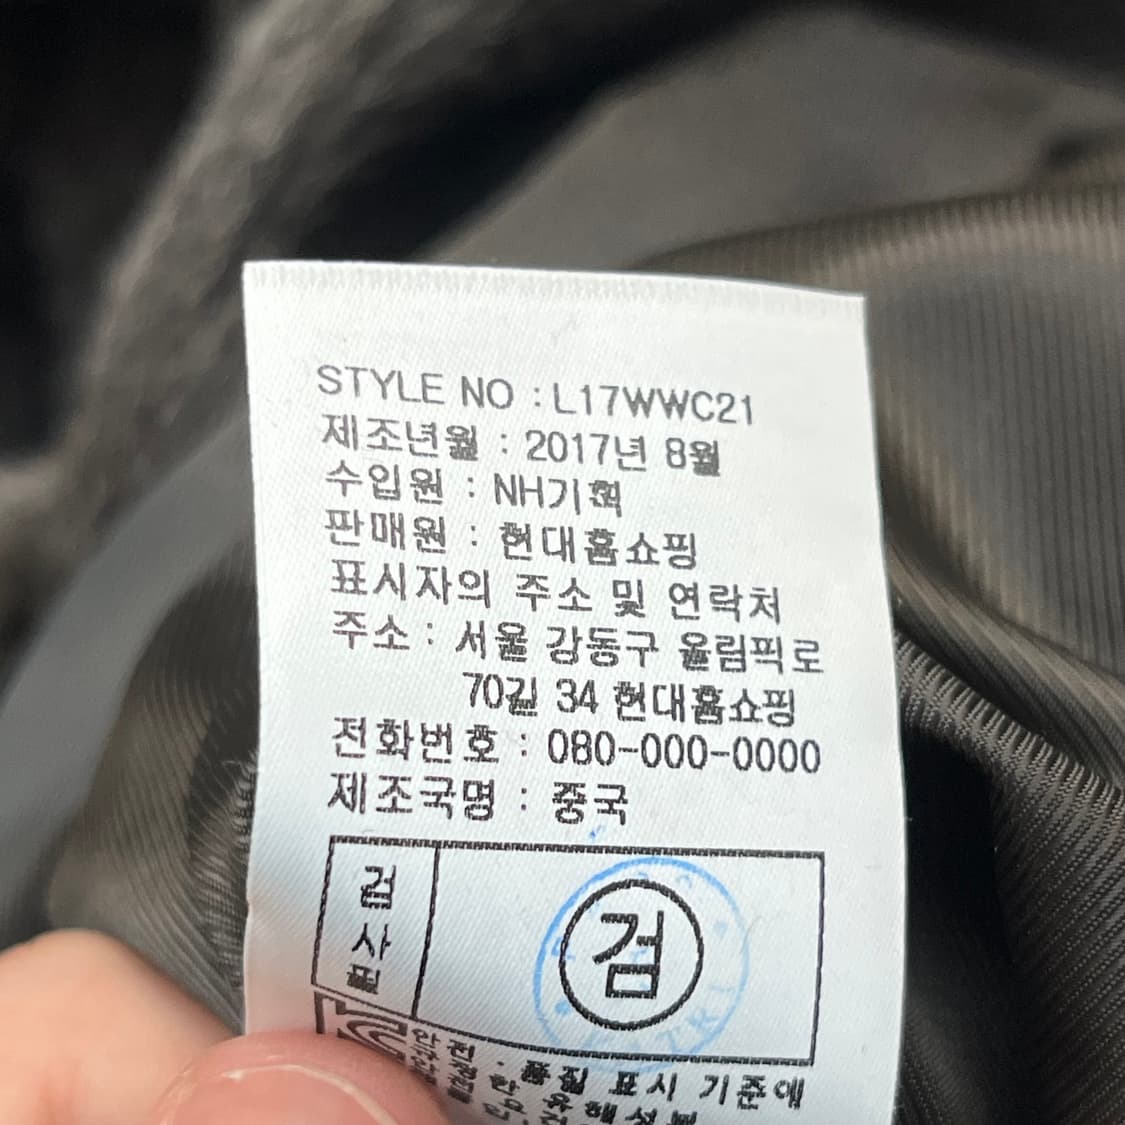 STYLE NO : L17WWC21
제조년월 : 2017년 8월
수입원 : NH기획
판매원 : 현대홈쇼핑
표시자의 주소 및 연락처
주소 : 서울 강동구 올림픽로
70길 34 현대홈쇼핑
전화번호 : 080-000-0000
제조국명 : 중국
검사필
검
안전·품질 표시 기준에